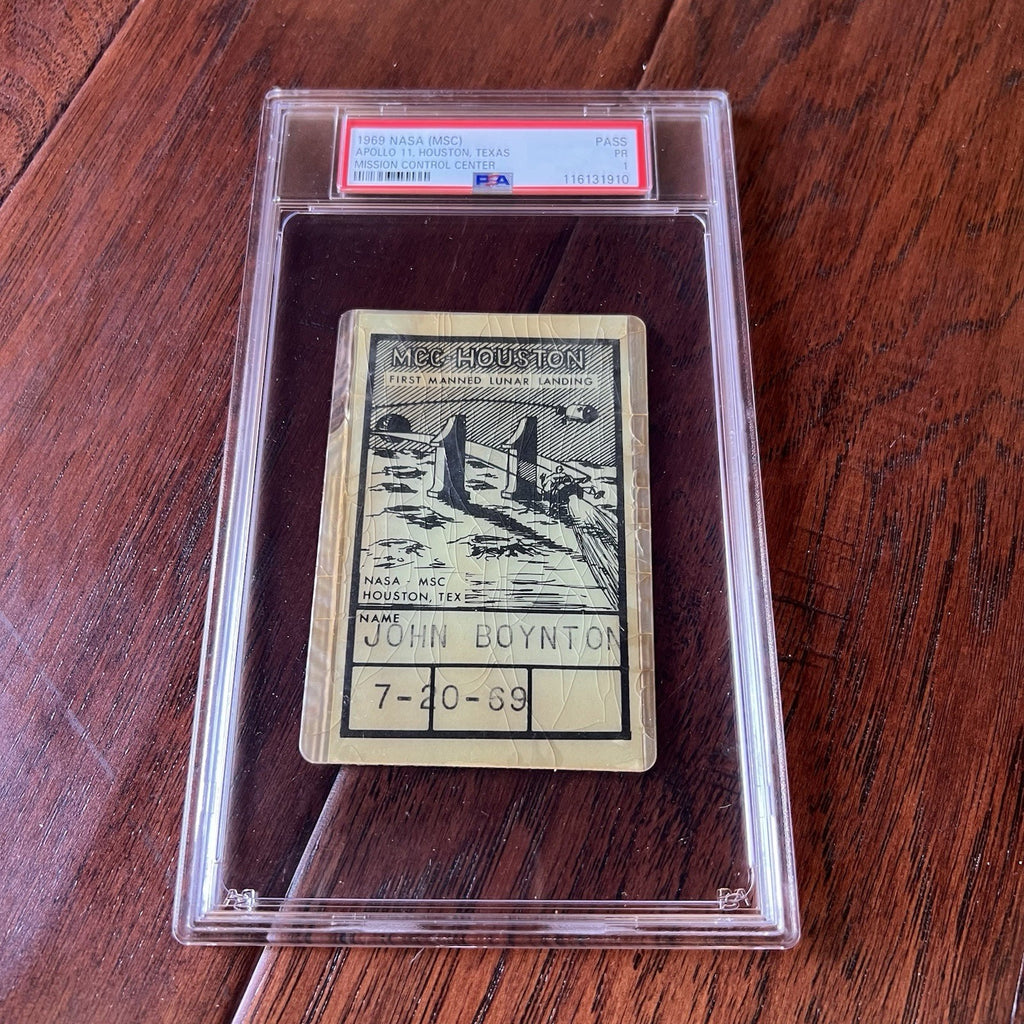 1969 NASA (MSC) PASS
APOLLO 11, HOUSTON, TEXAS PR
MISSION CONTROL CENTER 1
PSA 116131910
MCC-HOUSTON
FIRST MANNED LUNAR LANDING
NASA - MSC
HOUSTON, TEX
NAME
JOHN BOYNTON
7-20-69